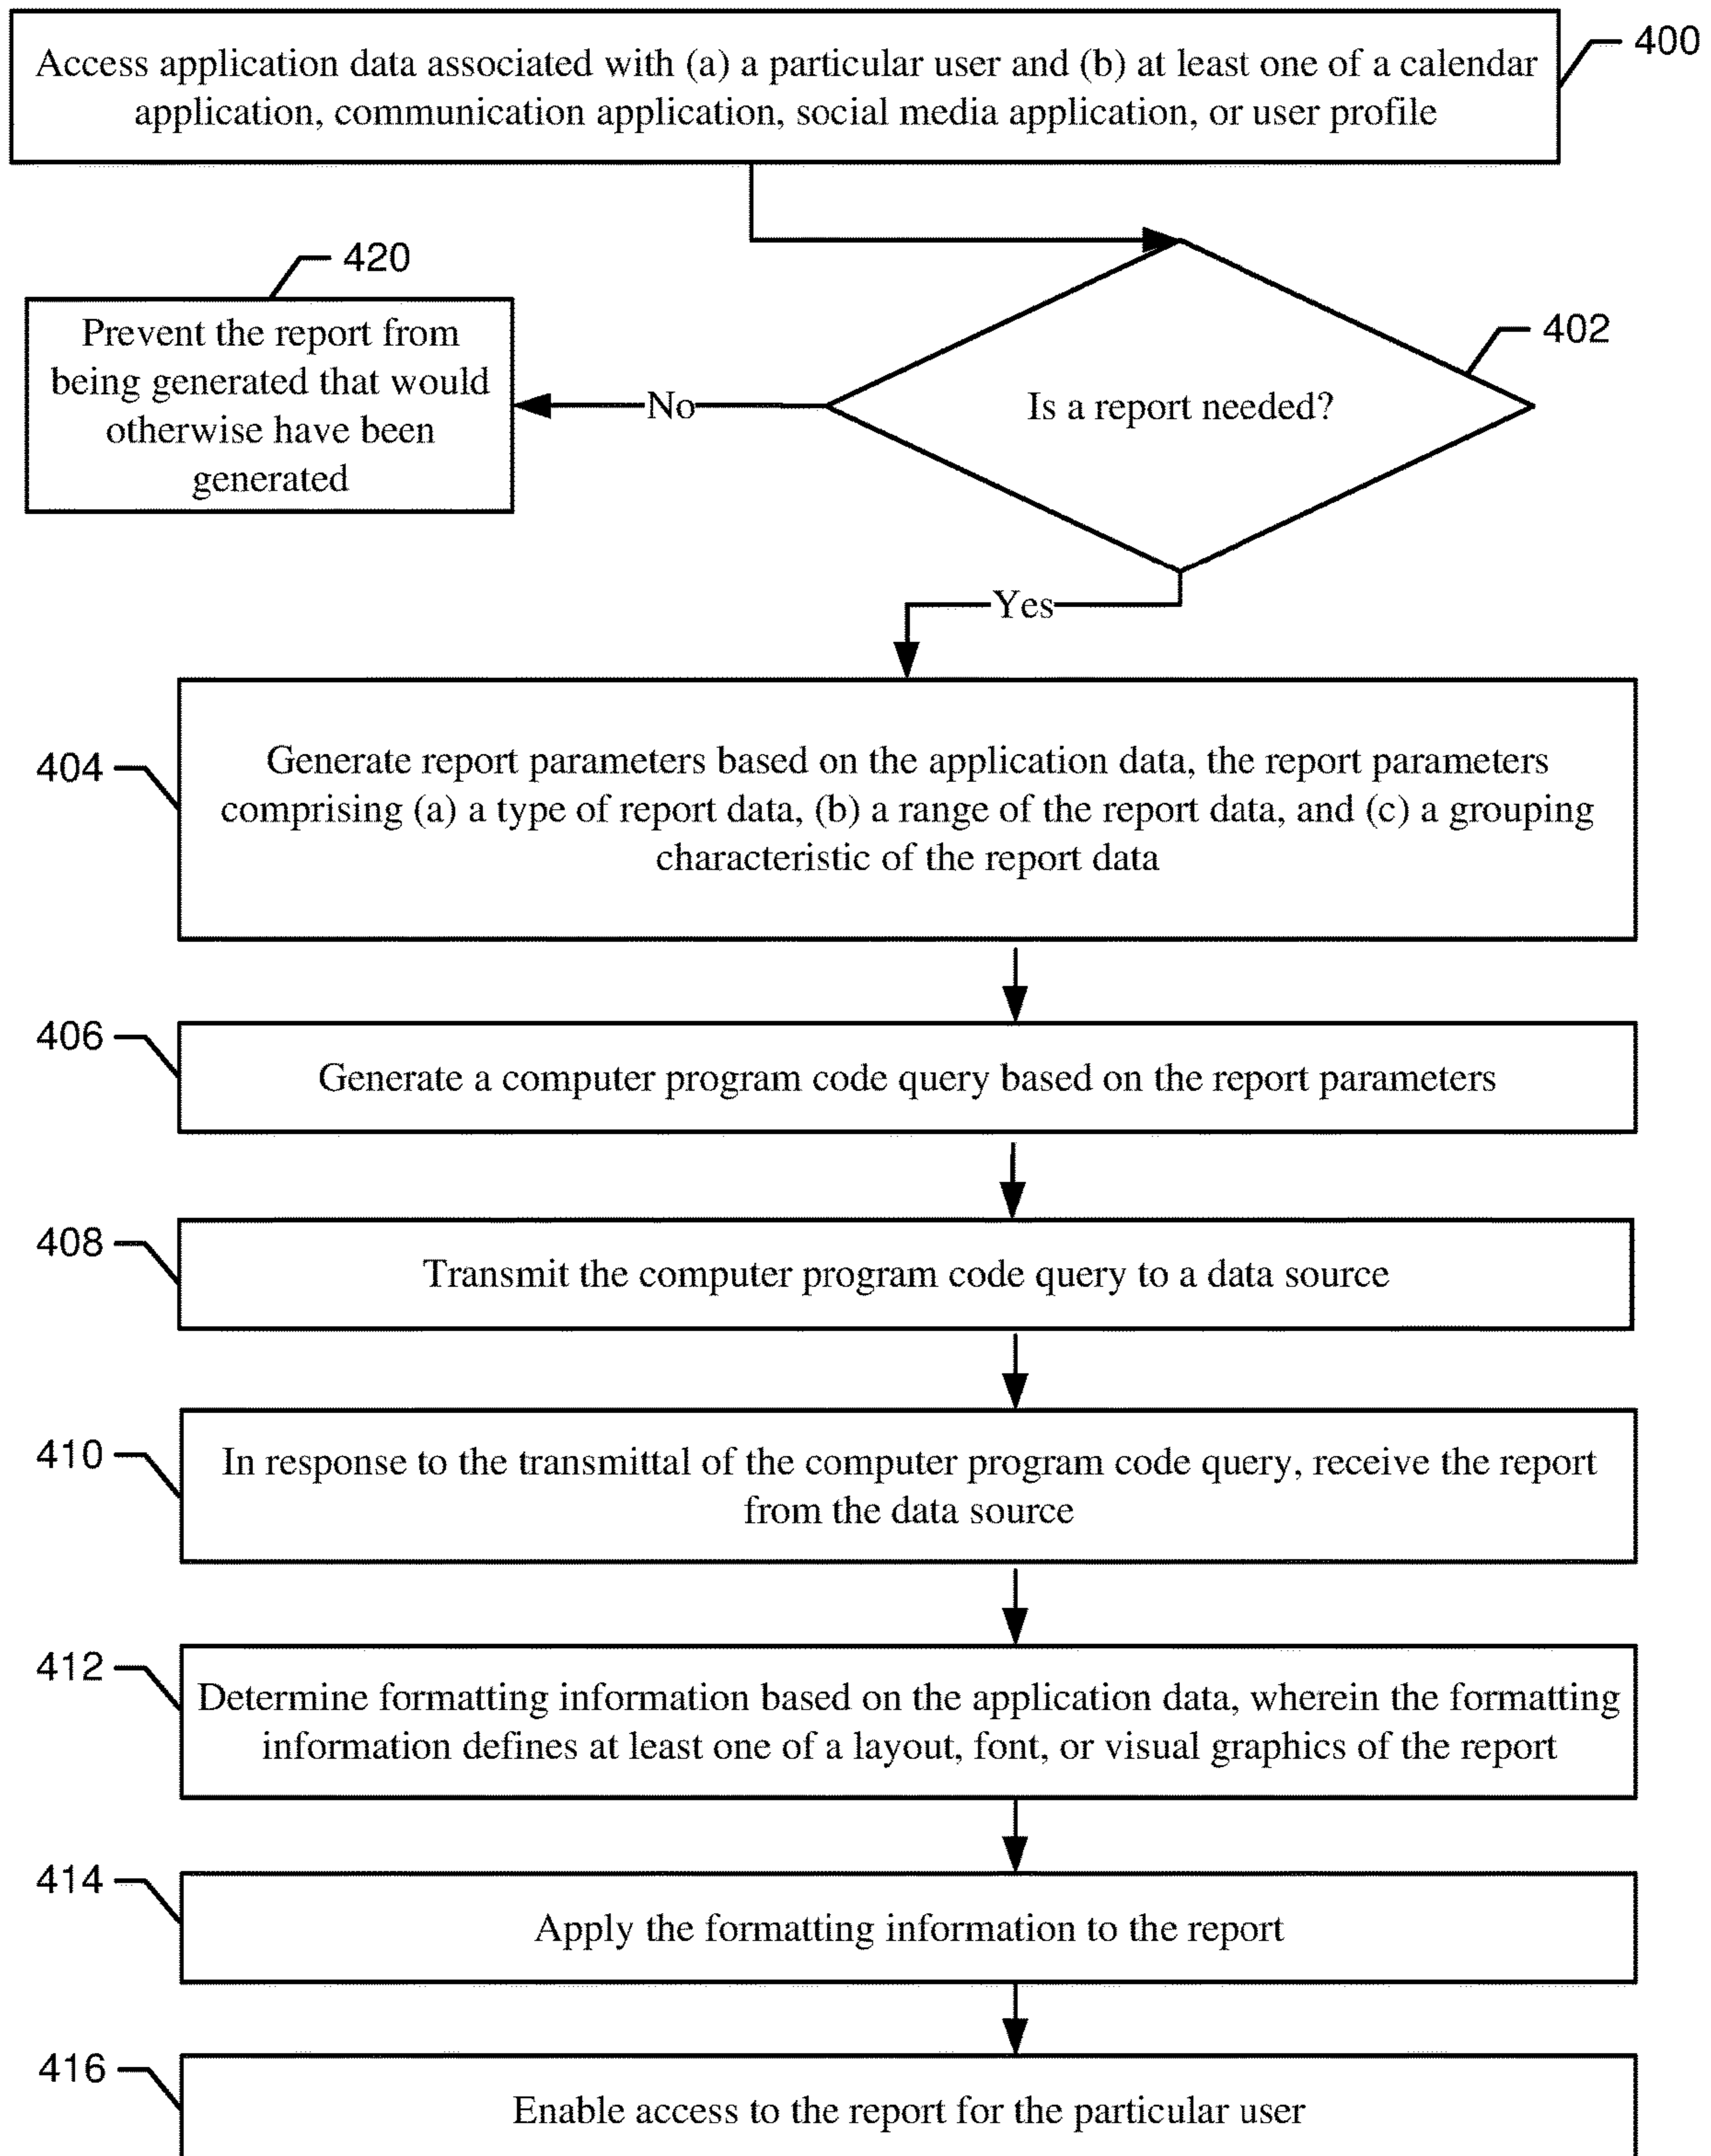 400
Access application data associated with (a) a particular user and (b) at least one of a calendar
application, communication application, social media application, or user profile
420
Prevent the report from
being generated that would
otherwise have been
generated
No
402
Is a report needed?
Yes
404
Generate report parameters based on the application data, the report parameters
comprising (a) a type of report data, (b) a range of the report data, and (c) a grouping
characteristic of the report data
406
Generate a computer program code query based on the report parameters
408
Transmit the computer program code query to a data source
410
In response to the transmittal of the computer program code query, receive the report
from the data source
412
Determine formatting information based on the application data, wherein the formatting
information defines at least one of a layout, font, or visual graphics of the report
414
Apply the formatting information to the report
416
Enable access to the report for the particular user